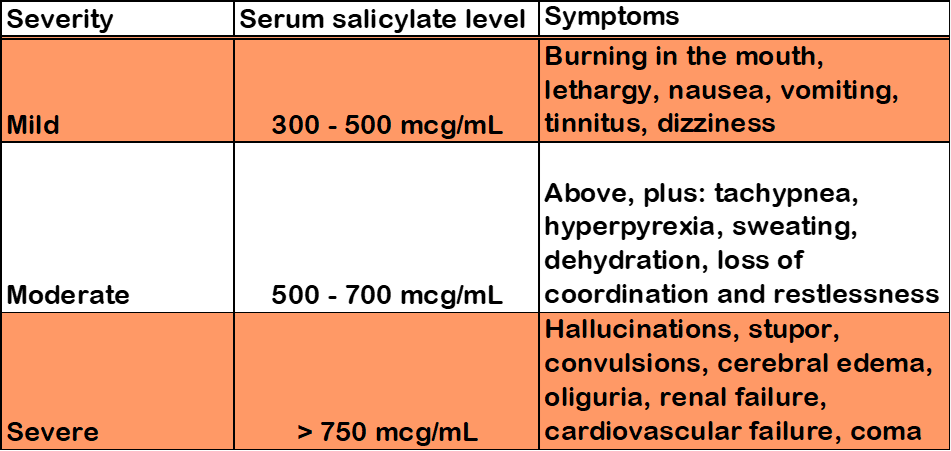 Severity
Serum salicylate level
Symptoms
Mild
300 - 500 mcg/mL
Burning in the mouth,
lethargy, nausea, vomiting,
tinnitus, dizziness
Moderate
500 - 700 mcg/mL
Above, plus: tachypnea,
hyperpyrexia, sweating,
dehydration, loss of
coordination and restlessness
Severe
> 750 mcg/mL
Hallucinations, stupor,
convulsions, cerebral edema,
oliguria, renal failure,
cardiovascular failure, coma